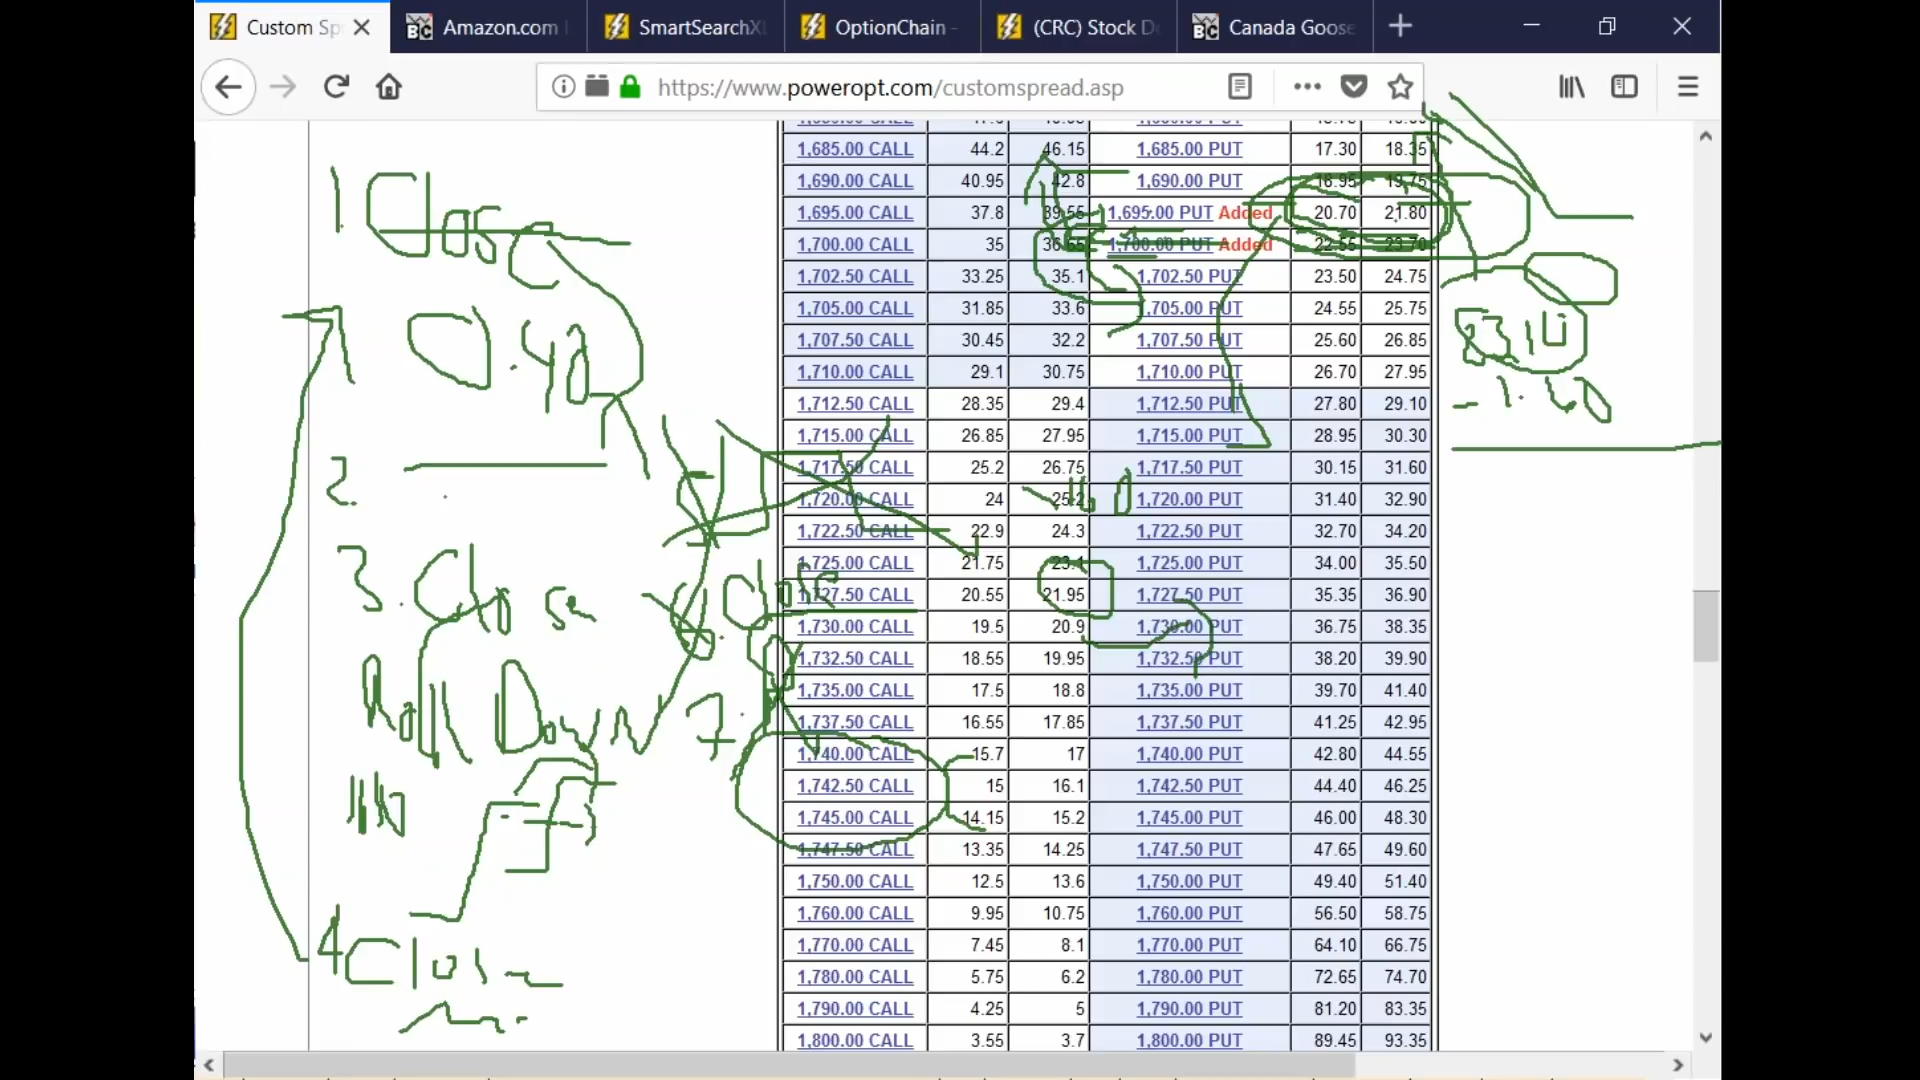 Custom Sp
Amazon.com
SmartSearchXL
OptionChain -
(CRC) Stock D
Canada Goose
https://www.poweropt.com/customspread.asp
1,685.00 CALL 44.2 46.15 1,685.00 PUT 17.30 18.35
1,690.00 CALL 40.95 42.8 1,690.00 PUT 18.95 19.75
1,695.00 CALL 37.8 39.55 1,695.00 PUT Added 20.70 21.80
1,700.00 CALL 35 36.65 1,700.00 PUT Added 22.55 23.70
1,702.50 CALL 33.25 35.1 1,702.50 PUT 23.50 24.75
1,705.00 CALL 31.85 33.6 1,705.00 PUT 24.55 25.75
1,707.50 CALL 30.45 32.2 1,707.50 PUT 25.60 26.85
1,710.00 CALL 29.1 30.75 1,710.00 PUT 26.70 27.95
1,712.50 CALL 28.35 29.4 1,712.50 PUT 27.80 29.10
1,715.00 CALL 26.85 27.95 1,715.00 PUT 28.95 30.30
1,717.50 CALL 25.2 26.75 1,717.50 PUT 30.15 31.60
1,720.00 CALL 24 25.2 1,720.00 PUT 31.40 32.90
1,722.50 CALL 22.9 24.3 1,722.50 PUT 32.70 34.20
1,725.00 CALL 21.75 23.1 1,725.00 PUT 34.00 35.50
1,727.50 CALL 20.55 21.95 1,727.50 PUT 35.35 36.90
1,730.00 CALL 19.5 20.9 1,730.00 PUT 36.75 38.35
1,732.50 CALL 18.55 19.95 1,732.50 PUT 38.20 39.90
1,735.00 CALL 17.5 18.8 1,735.00 PUT 39.70 41.40
1,737.50 CALL 16.55 17.85 1,737.50 PUT 41.25 42.95
1,740.00 CALL 15.7 17 1,740.00 PUT 42.80 44.55
1,742.50 CALL 15 16.1 1,742.50 PUT 44.40 46.25
1,745.00 CALL 14.15 15.2 1,745.00 PUT 46.00 48.30
1,747.50 CALL 13.35 14.25 1,747.50 PUT 47.65 49.60
1,750.00 CALL 12.5 13.6 1,750.00 PUT 49.40 51.40
1,760.00 CALL 9.95 10.75 1,760.00 PUT 56.50 58.75
1,770.00 CALL 7.45 8.1 1,770.00 PUT 64.10 66.75
1,780.00 CALL 5.75 6.2 1,780.00 PUT 72.65 74.70
1,790.00 CALL 4.25 5 1,790.00 PUT 81.20 83.35
1,800.00 CALL 3.55 3.7 1,800.00 PUT 89.45 93.35
1. Close
0.40
2.
3. Close
Roll Down
4 Close
7.
- 1.60